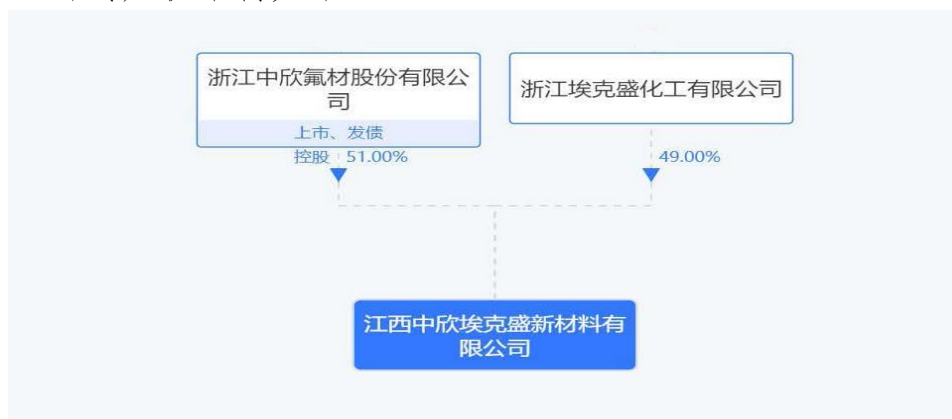 浙江中欣氟材股份有限公
司
上市、发债
控股 51.00%
浙江埃克盛化工有限公司
49.00%
江西中欣埃克盛新材料有
限公司